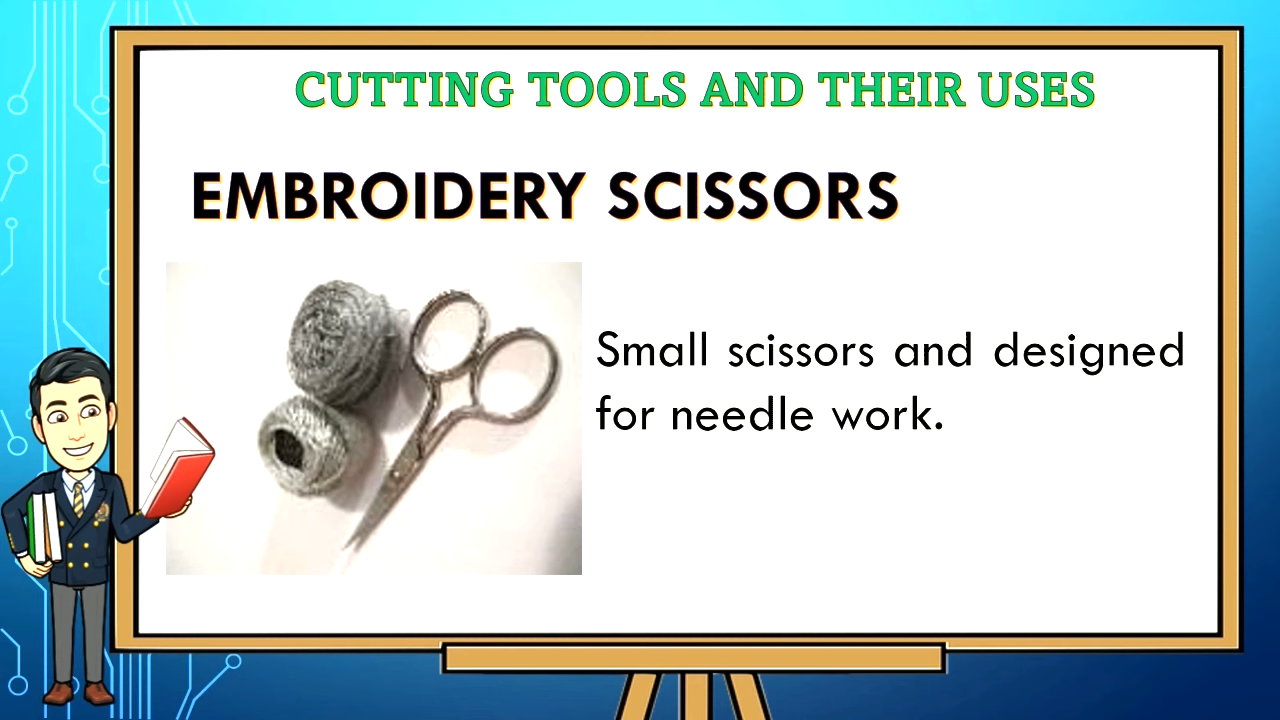 CUTTING TOOLS AND THEIR USES
EMBROIDERY SCISSORS
Small scissors and designed
for needle work.